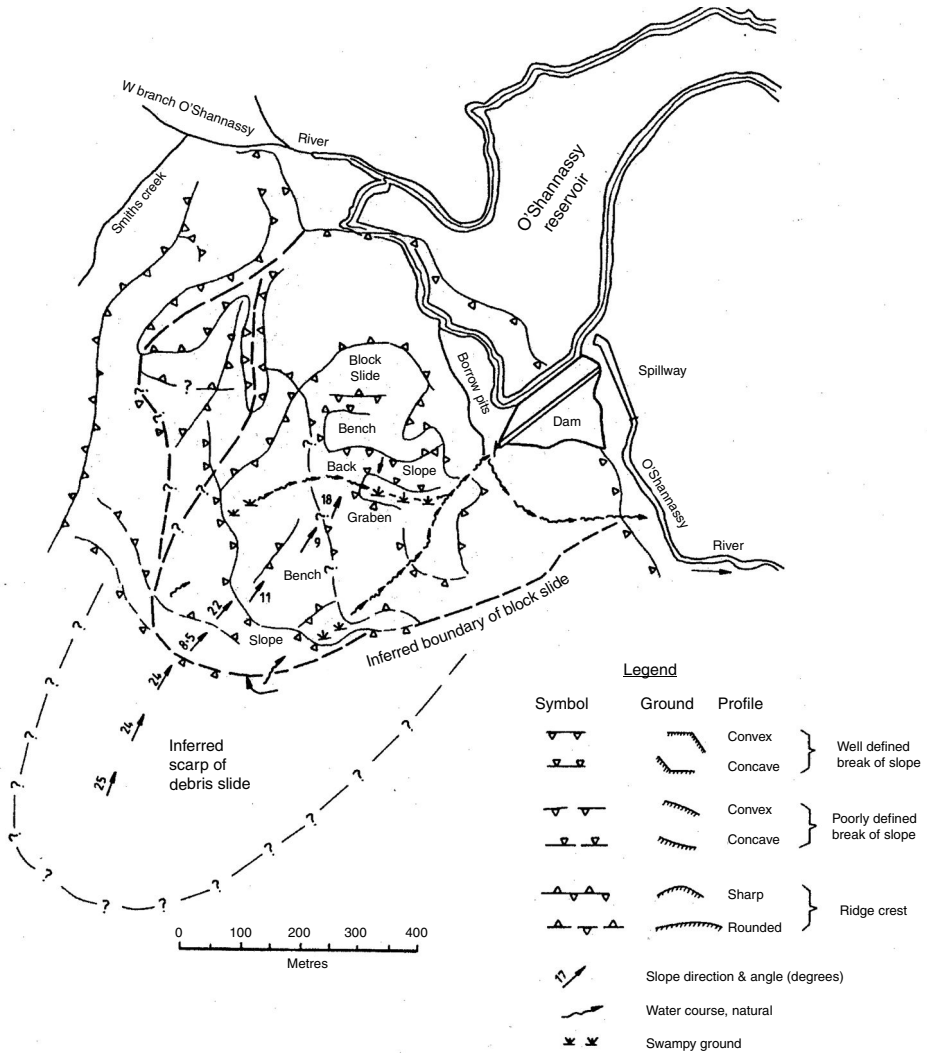 W branch O'Shannassy
River
Smiths creek
O'Shannassy
reservoir
Block
Slide
Borrow pits
Spillway
Dam
Bench
?
Back
Slope
18
Graben
O'Shannassy
River
9
Bench
11
22
Slope
8.5
Inferred boundary of block slide
24
24
25
Inferred
scarp of
debris slide
Legend
Symbol Ground Profile
Convex
Concave
Well defined
break of slope
Convex
Concave
Poorly defined
break of slope
Sharp
Rounded
Ridge crest
17 Slope direction & angle (degrees)
Water course, natural
Swampy ground
0 100 200 300 400
Metres